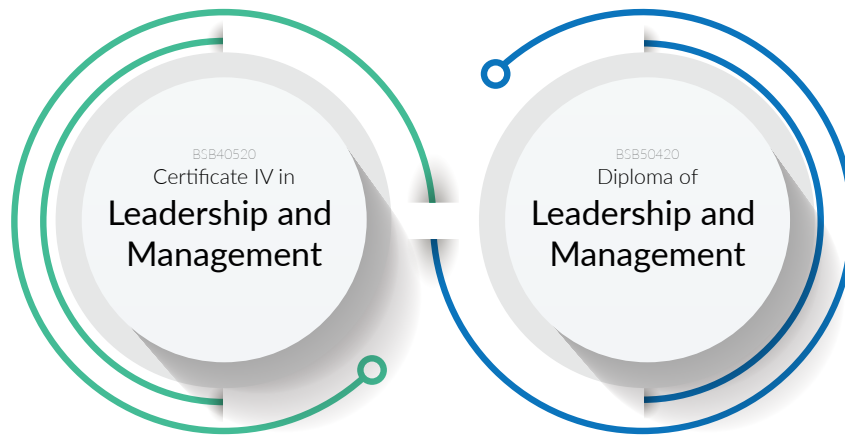 BSB40520
Certificate IV in
Leadership and
Management
BSB50420
Diploma of
Leadership and
Management